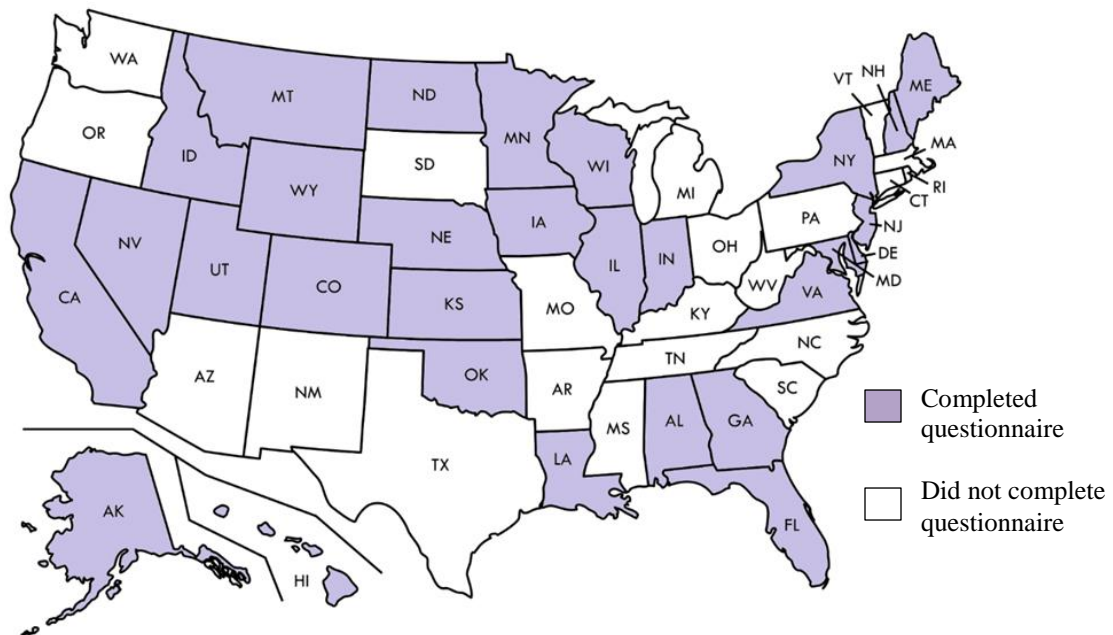 WA
MT
ND
MN
VT
NH
ME
OR
ID
SD
WI
MI
NY
MA
WY
RI
CT
NV
UT
CO
NE
IA
IL
IN
OH
PA
NJ
DE
MD
CA
KS
MO
KY
WV
VA
AZ
NM
OK
AR
TN
NC
SC
TX
LA
MS
AL
GA
FL
AK
HI
Completed
questionnaire
Did not complete
questionnaire